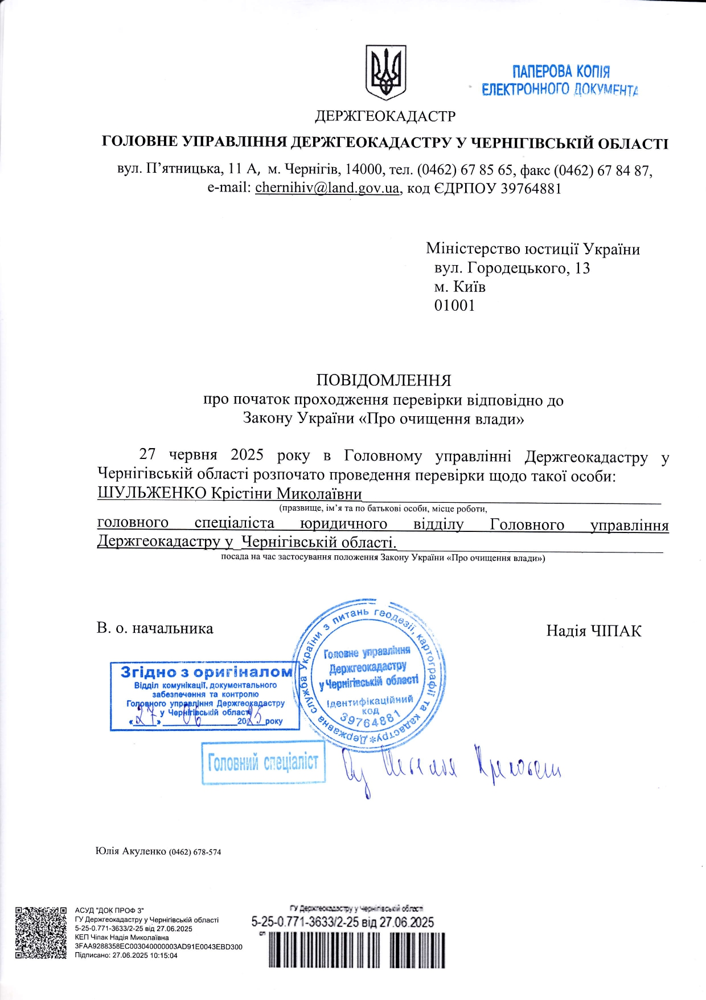 ПАПЕРОВА КОПІЯ
ЕЛЕКТРОННОГО ДОКУМЕНТА
ДЕРЖГЕОКАДАСТР
ГОЛОВНЕ УПРАВЛІННЯ ДЕРЖГЕОКАДАСТРУ У ЧЕРНІГІВСЬКІЙ ОБЛАСТІ
вул. П’ятницька, 11 А, м. Чернігів, 14000, тел. (0462) 67 85 65, факс (0462) 67 84 87,
e-mail: chernihiv@land.gov.ua, код ЄДРПОУ 39764881
Міністерство юстиції України
вул. Городецького, 13
м. Київ
01001
ПОВІДОМЛЕННЯ
про початок проходження перевірки відповідно до
Закону України «Про очищення влади»
27 червня 2025 року в Головному управлінні Держгеокадастру у
Чернігівській області розпочато проведення перевірки щодо такої особи:
ШУЛЬЖЕНКО Крістіни Миколаївни
(празвище, ім’я та по батькові особи, місце роботи,
головного спеціаліста юридичного відділу Головного управління
Держгеокадастру у Чернігівській області.
посада на час застосування положення Закону України «Про очищення влади»)
В. о. начальника
Надія ЧІПАК
Державна служба України з питань геодезії, картографії та кадастру*
Головне управління
Держгеокадастру
у Чернігівській області
Ідентифікаційний
код
39764881
Згідно з оригіналом
Відділ комунікації, документального
забезпечення та контролю
Головного управління Держгеокадастру
у Чернігівській області
«27» 06 2025 року
Головний спеціаліст
Юлія Акуленко (0462) 678-574
АСУД "ДОК ПРОФ 3"
ГУ Держгеокадастру у Чернігівській області
5-25-0.771-3633/2-25 від 27.06.2025
КЕП Чіпак Надія Миколаївна
3FAA9288358EC003040000003AD91E0043EBD300
Підписано: 27.06.2025 10:15:04
ГУ Держгеокадастру у Чернігівській області
5-25-0.771-3633/2-25 від 27.06.2025